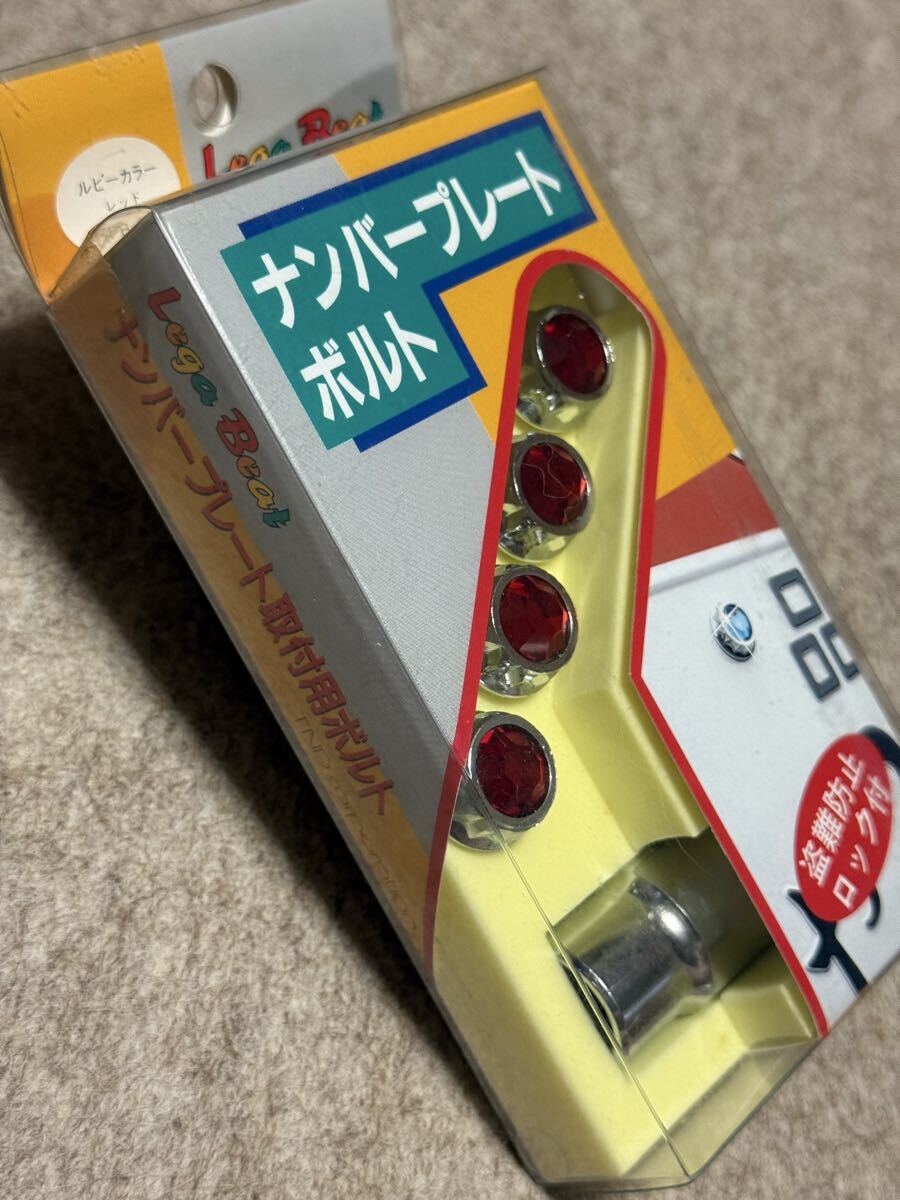 Lega Beat
ルビーカラー
レッド
ナンバープレート
ボルト
Lega Beat
ナンバープレート取付用ボルト
品
盗難防止
ロック付